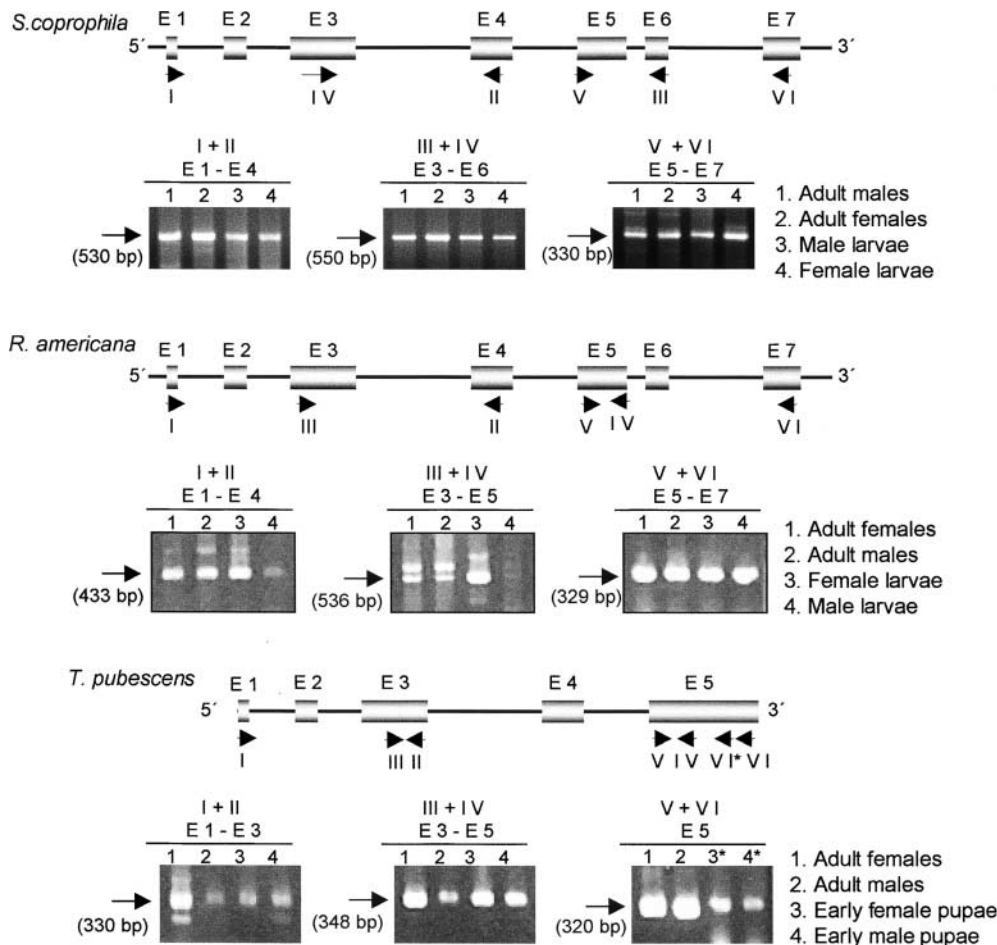 S.coprophila
E 1 E 2 E 3 E 4 E 5 E 6 E 7
5´ 3´
I I V II V III V I
I + II III + I V V + V I
E 1 - E 4 E 3 - E 6 E 5 - E 7
1 2 3 4 1 2 3 4 1 2 3 4
(530 bp) (550 bp) (330 bp)
1. Adult males
2. Adult females
3. Male larvae
4. Female larvae
R. americana
E 1 E 2 E 3 E 4 E 5 E 6 E 7
5´ 3´
I III II V I V V I
I + II III + I V V + V I
E 1 - E 4 E 3 - E 5 E 5 - E 7
1 2 3 4 1 2 3 4 1 2 3 4
(433 bp) (536 bp) (329 bp)
1. Adult females
2. Adult males
3. Female larvae
4. Male larvae
T. pubescens
E 1 E 2 E 3 E 4 E 5
5´ 3´
I III II V I V V I* V I
I + II III + I V V + V I
E 1 - E 3 E 3 - E 5 E 5
1 2 3 4 1 2 3 4 1 2 3* 4*
(330 bp) (348 bp) (320 bp)
1. Adult females
2. Adult males
3. Early female pupae
4. Early male pupae